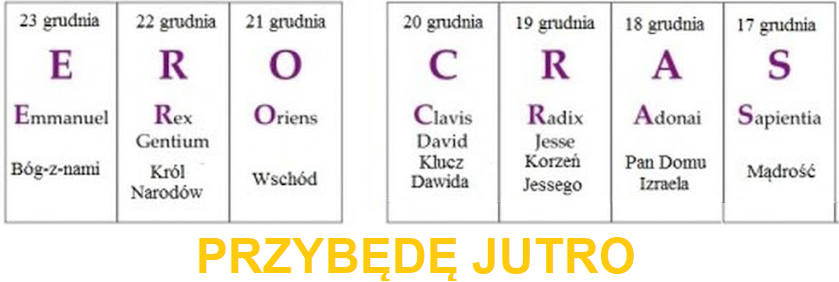 23 grudnia
E
Emmanuel
Bóg-z-nami
22 grudnia
R
Rex
Gentium
Król
Narodów
21 grudnia
O
Oriens
Wschód
20 grudnia
C
Clavis
David
Klucz
Dawida
19 grudnia
R
Radix
Jesse
Korzeń
Jessego
18 grudnia
A
Adonai
Pan Domu
Izraela
17 grudnia
S
Sapientia
Mądrość
PRZYBĘDĘ JUTRO